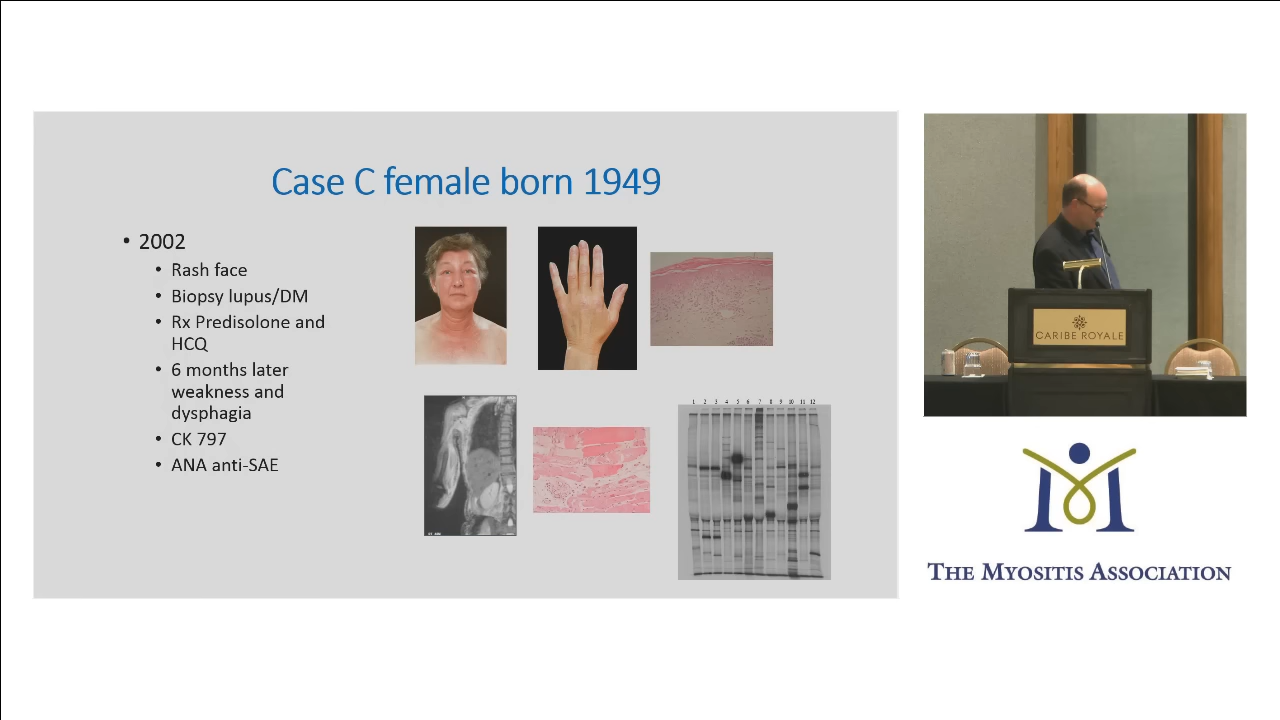 Case C female born 1949
• 2002
• Rash face
• Biopsy lupus/DM
• Rx Predisolone and
HCQ
• 6 months later
weakness and
dysphagia
• CK 797
• ANA anti-SAE
1 2 3 4 5 6 7 8 9 10 11 12
CARIBE ROYALE
THE MYOSITIS ASSOCIATION